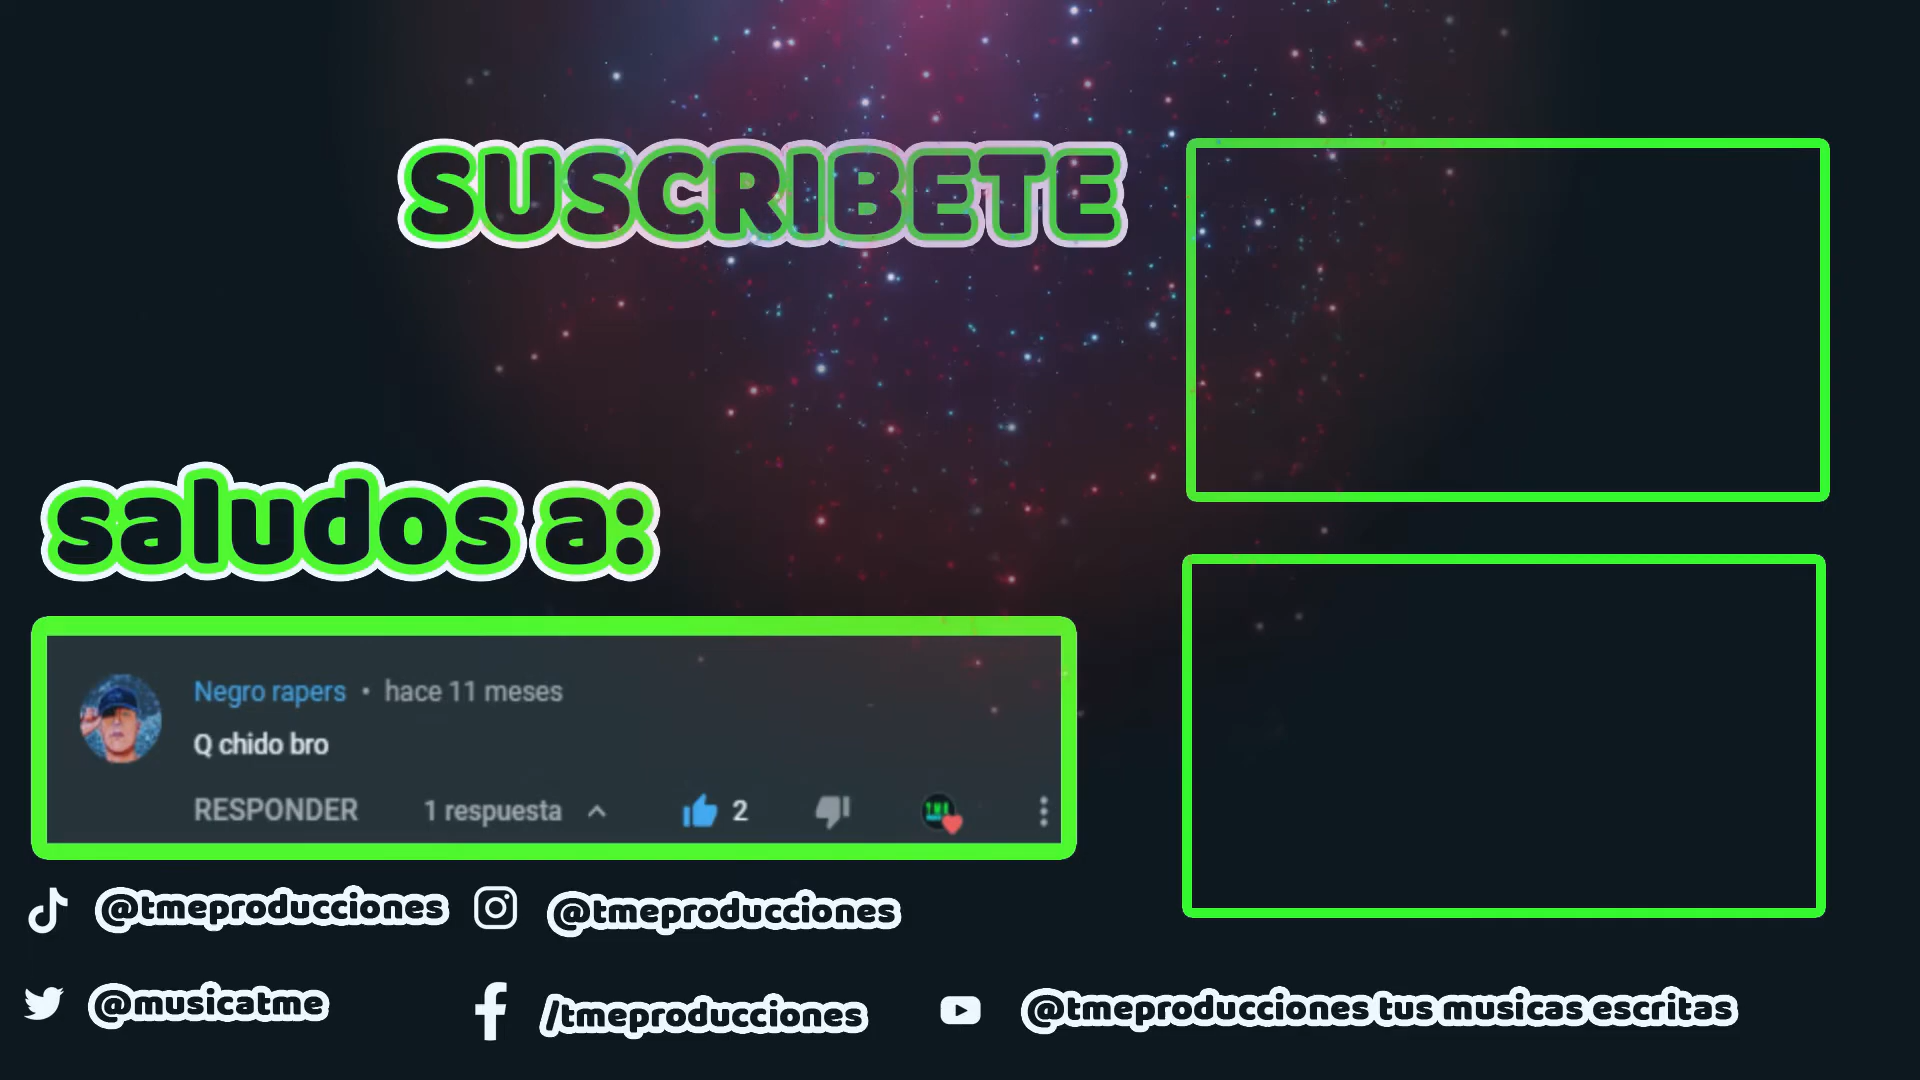 SUSCRIBETE
saludos a:
Negro rapers • hace 11 meses
Q chido bro
RESPONDER 1 respuesta 2
@tmeproducciones @tmeproducciones
@musicatme /tmeproducciones @tmeproducciones tus musicas escritas